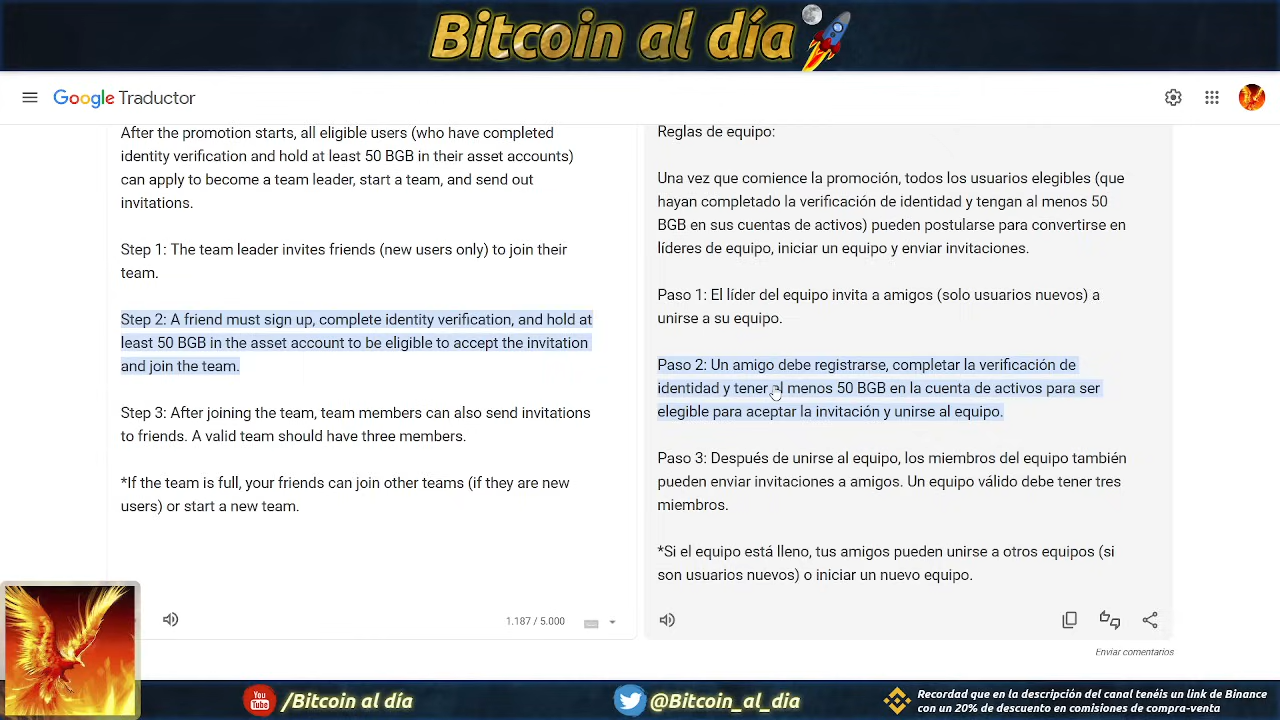 Bitcoin al día
Google Traductor
After the promotion starts, all eligible users (who have completed
identity verification and hold at least 50 BGB in their asset accounts)
can apply to become a team leader, start a team, and send out
invitations.
Step 1: The team leader invites friends (new users only) to join their
team.
Step 2: A friend must sign up, complete identity verification, and hold at
least 50 BGB in the asset account to be eligible to accept the invitation
and join the team.
Step 3: After joining the team, team members can also send invitations
to friends. A valid team should have three members.
*If the team is full, your friends can join other teams (if they are new
users) or start a new team.
1.187 / 5.000
Reglas de equipo:
Una vez que comience la promoción, todos los usuarios elegibles (que
hayan completado la verificación de identidad y tengan al menos 50
BGB en sus cuentas de activos) pueden postularse para convertirse en
líderes de equipo, iniciar un equipo y enviar invitaciones.
Paso 1: El líder del equipo invita a amigos (solo usuarios nuevos) a
unirse a su equipo.
Paso 2: Un amigo debe registrarse, completar la verificación de
identidad y tener al menos 50 BGB en la cuenta de activos para ser
elegible para aceptar la invitación y unirse al equipo.
Paso 3: Después de unirse al equipo, los miembros del equipo también
pueden enviar invitaciones a amigos. Un equipo válido debe tener tres
miembros.
*Si el equipo está lleno, tus amigos pueden unirse a otros equipos (si
son usuarios nuevos) o iniciar un nuevo equipo.
Enviar comentarios
You Tube /Bitcoin al día
@Bitcoin_al_dia
Recordad que en la descripción del canal tenéis un link de Binance
con un 20% de descuento en comisiones de compra-venta